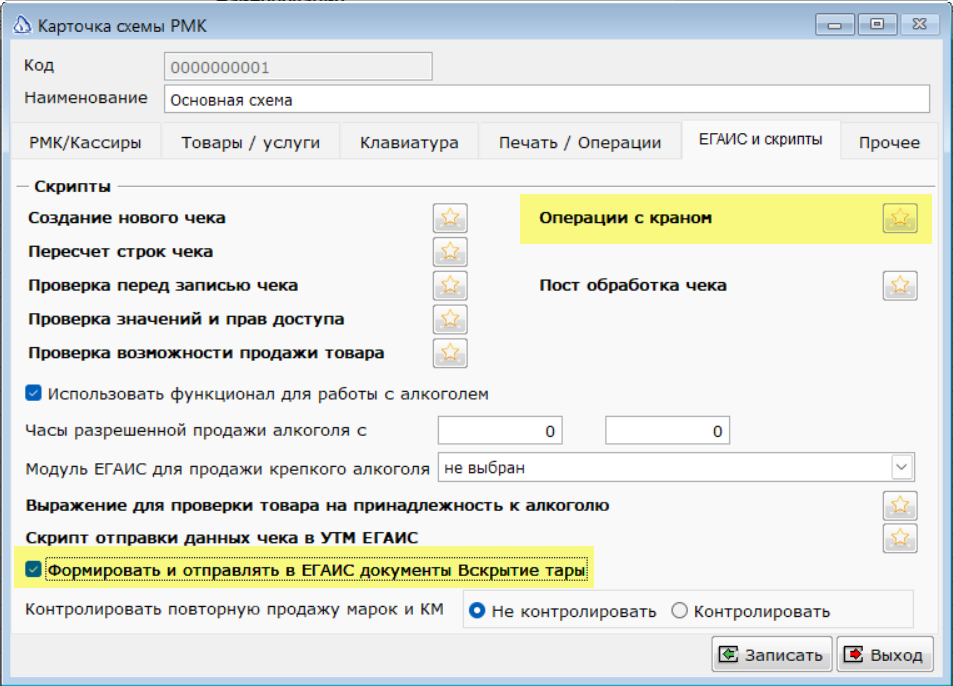 Карточка схемы РМК
Код 0000000001
Наименование Основная схема
РМК/Кассиры Товары / услуги Клавиатура Печать / Операции ЕГАИС и скрипты Прочее
Скрипты
Создание нового чека Операции с краном
Пересчет строк чека
Проверка перед записью чека Пост обработка чека
Проверка значений и прав доступа
Проверка возможности продажи товара
Использовать функционал для работы с алкоголем
Часы разрешенной продажи алкоголя с 0 0
Модуль ЕГАИС для продажи крепкого алкоголя не выбран
Выражение для проверки товара на принадлежность к алкоголю
Скрипт отправки данных чека в УТМ ЕГАИС
Формировать и отправлять в ЕГАИС документы Вскрытие тары
Контролировать повторную продажу марок и КМ Не контролировать Контролировать
Записать Выход